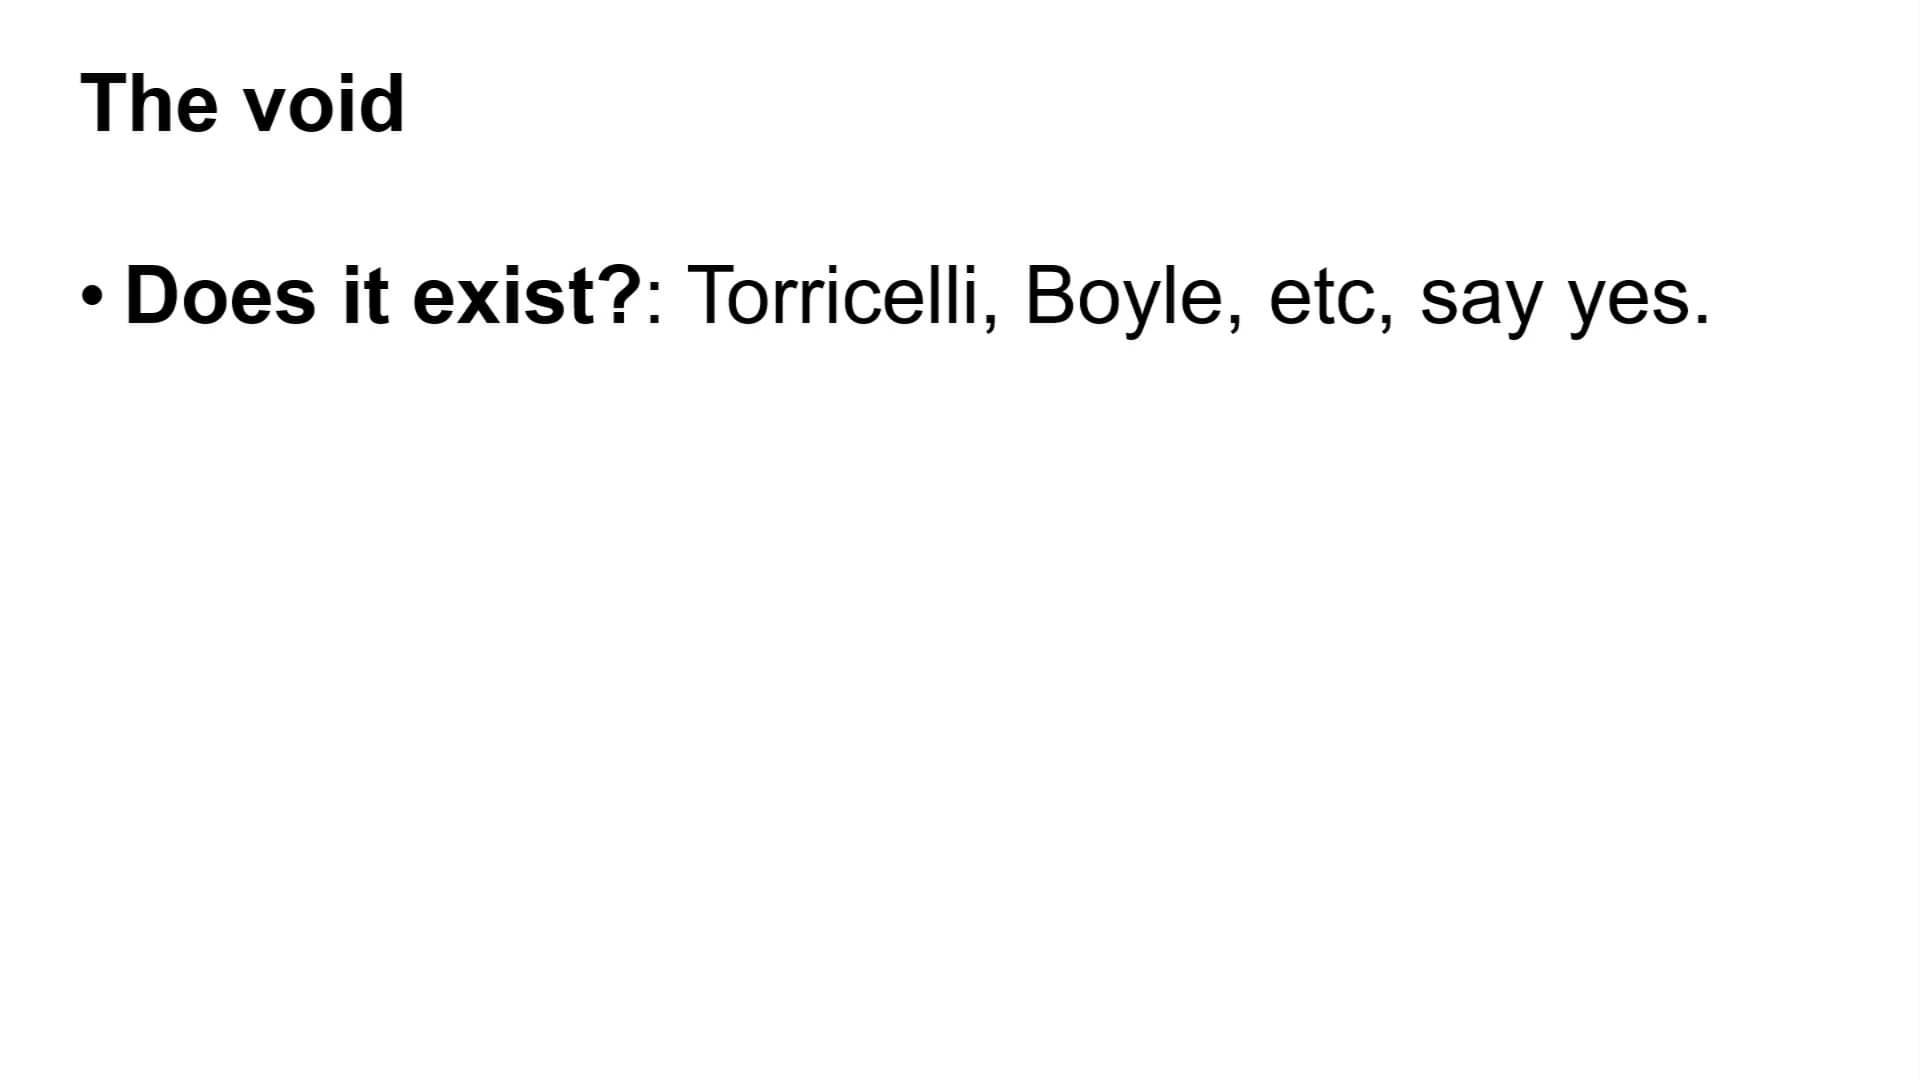 The void
• Does it exist?: Torricelli, Boyle, etc, say yes.